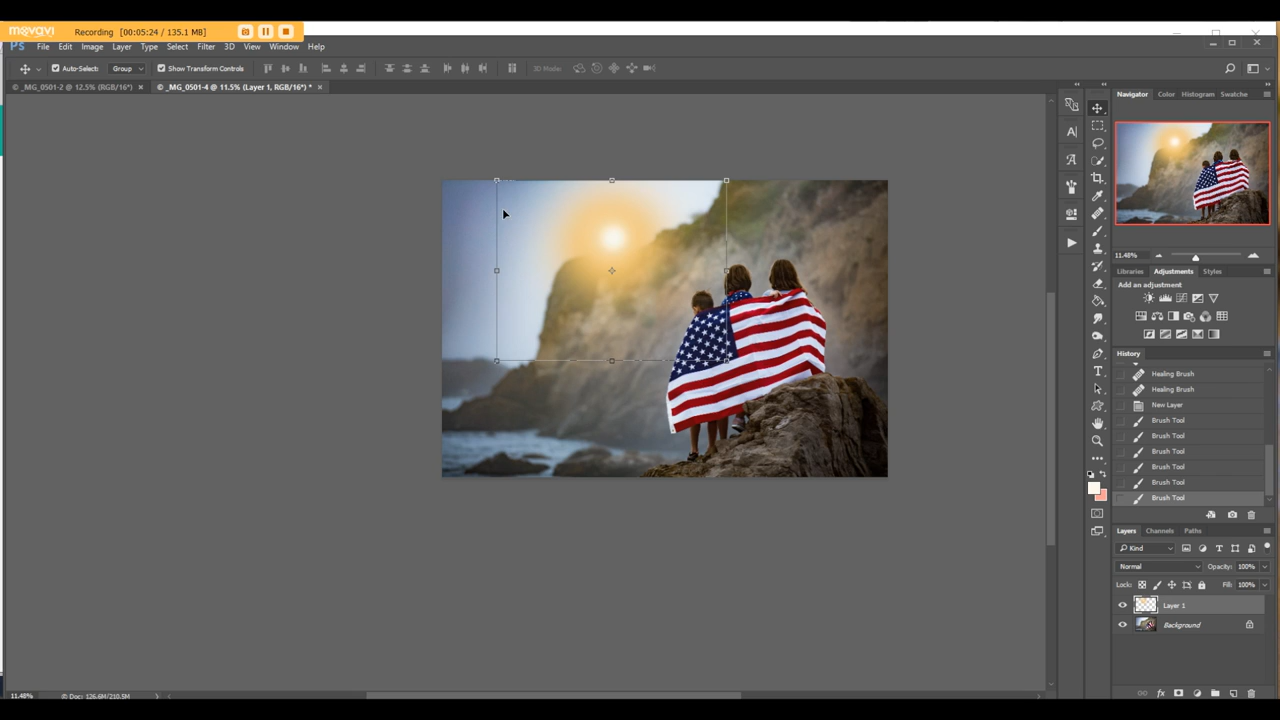 movavi Recording [00:05:24 / 135.1 MB]
PS File Edit Image Layer Type Select Filter 3D View Window Help
Auto-Select: Group Show Transform Controls 3D Mode:
© _MG_0501-2 @ 12.5% (RGB/16*) × © _MG_0501-4 @ 11.5% (Layer 1, RGB/16*) * ×
Navigator Color Histogram Swatche
11.48%
Libraries Adjustments Styles
Add an adjustment
History
Healing Brush
Healing Brush
New Layer
Brush Tool
Brush Tool
Brush Tool
Brush Tool
Brush Tool
Brush Tool
Layers Channels Paths
Kind
Normal Opacity: 100%
Lock: Fill: 100%
Layer 1
Background
11.48% Doc: 126.6M/210.5M